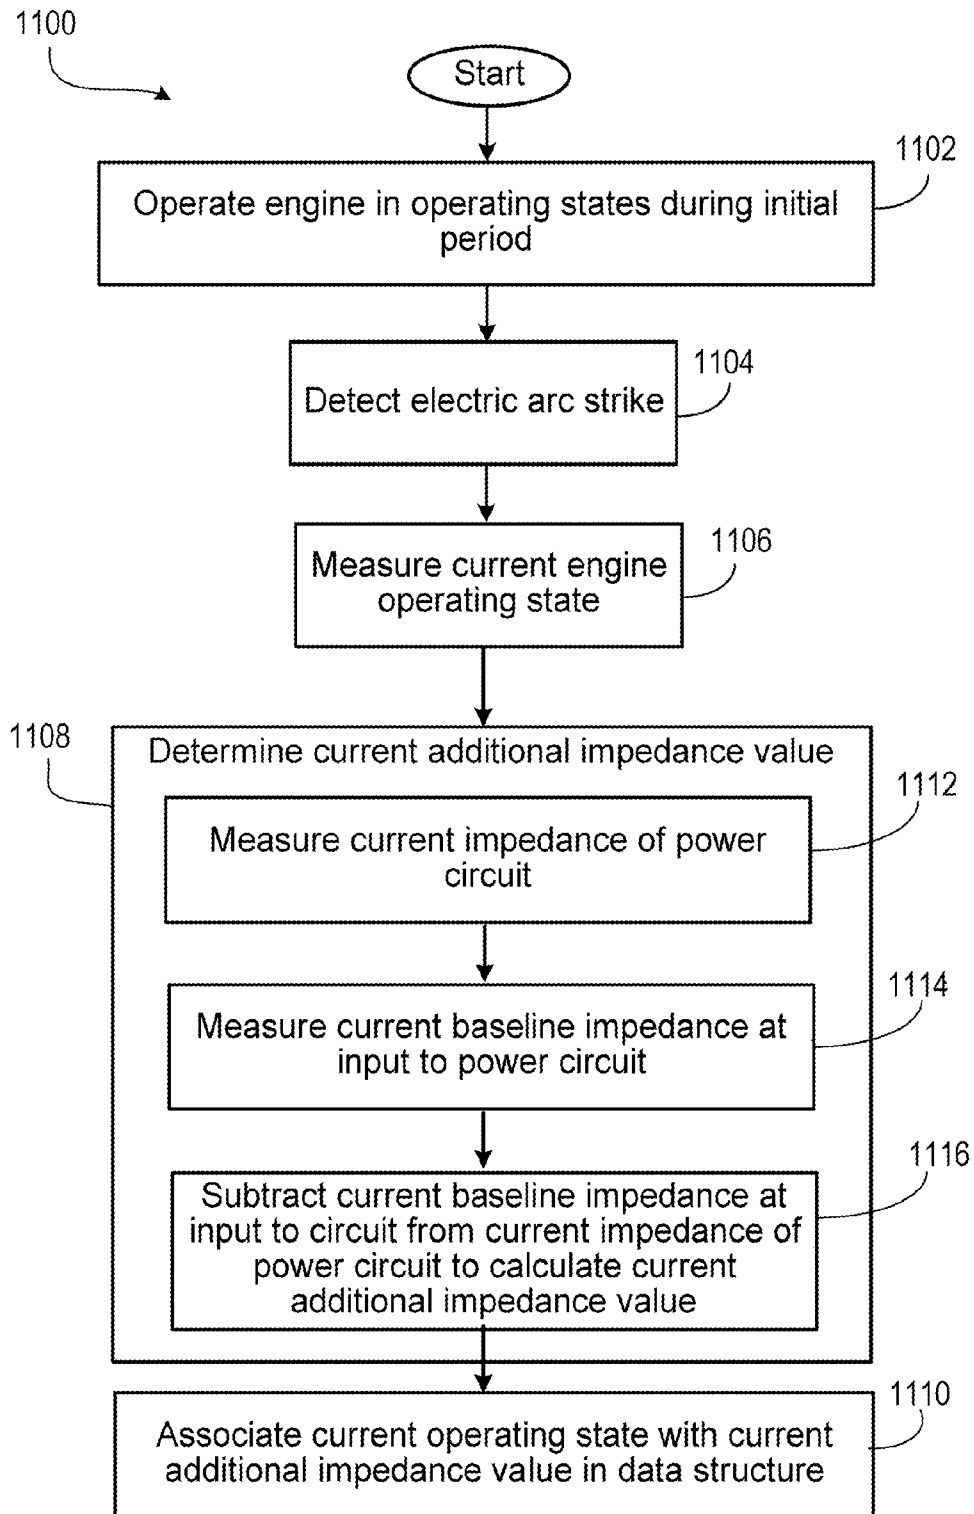 1100
Start
1102
Operate engine in operating states during initial
period
1104
Detect electric arc strike
1106
Measure current engine
operating state
1108
Determine current additional impedance value
1112
Measure current impedance of power
circuit
1114
Measure current baseline impedance at
input to power circuit
1116
Subtract current baseline impedance at
input to circuit from current impedance of
power circuit to calculate current
additional impedance value
1110
Associate current operating state with current
additional impedance value in data structure